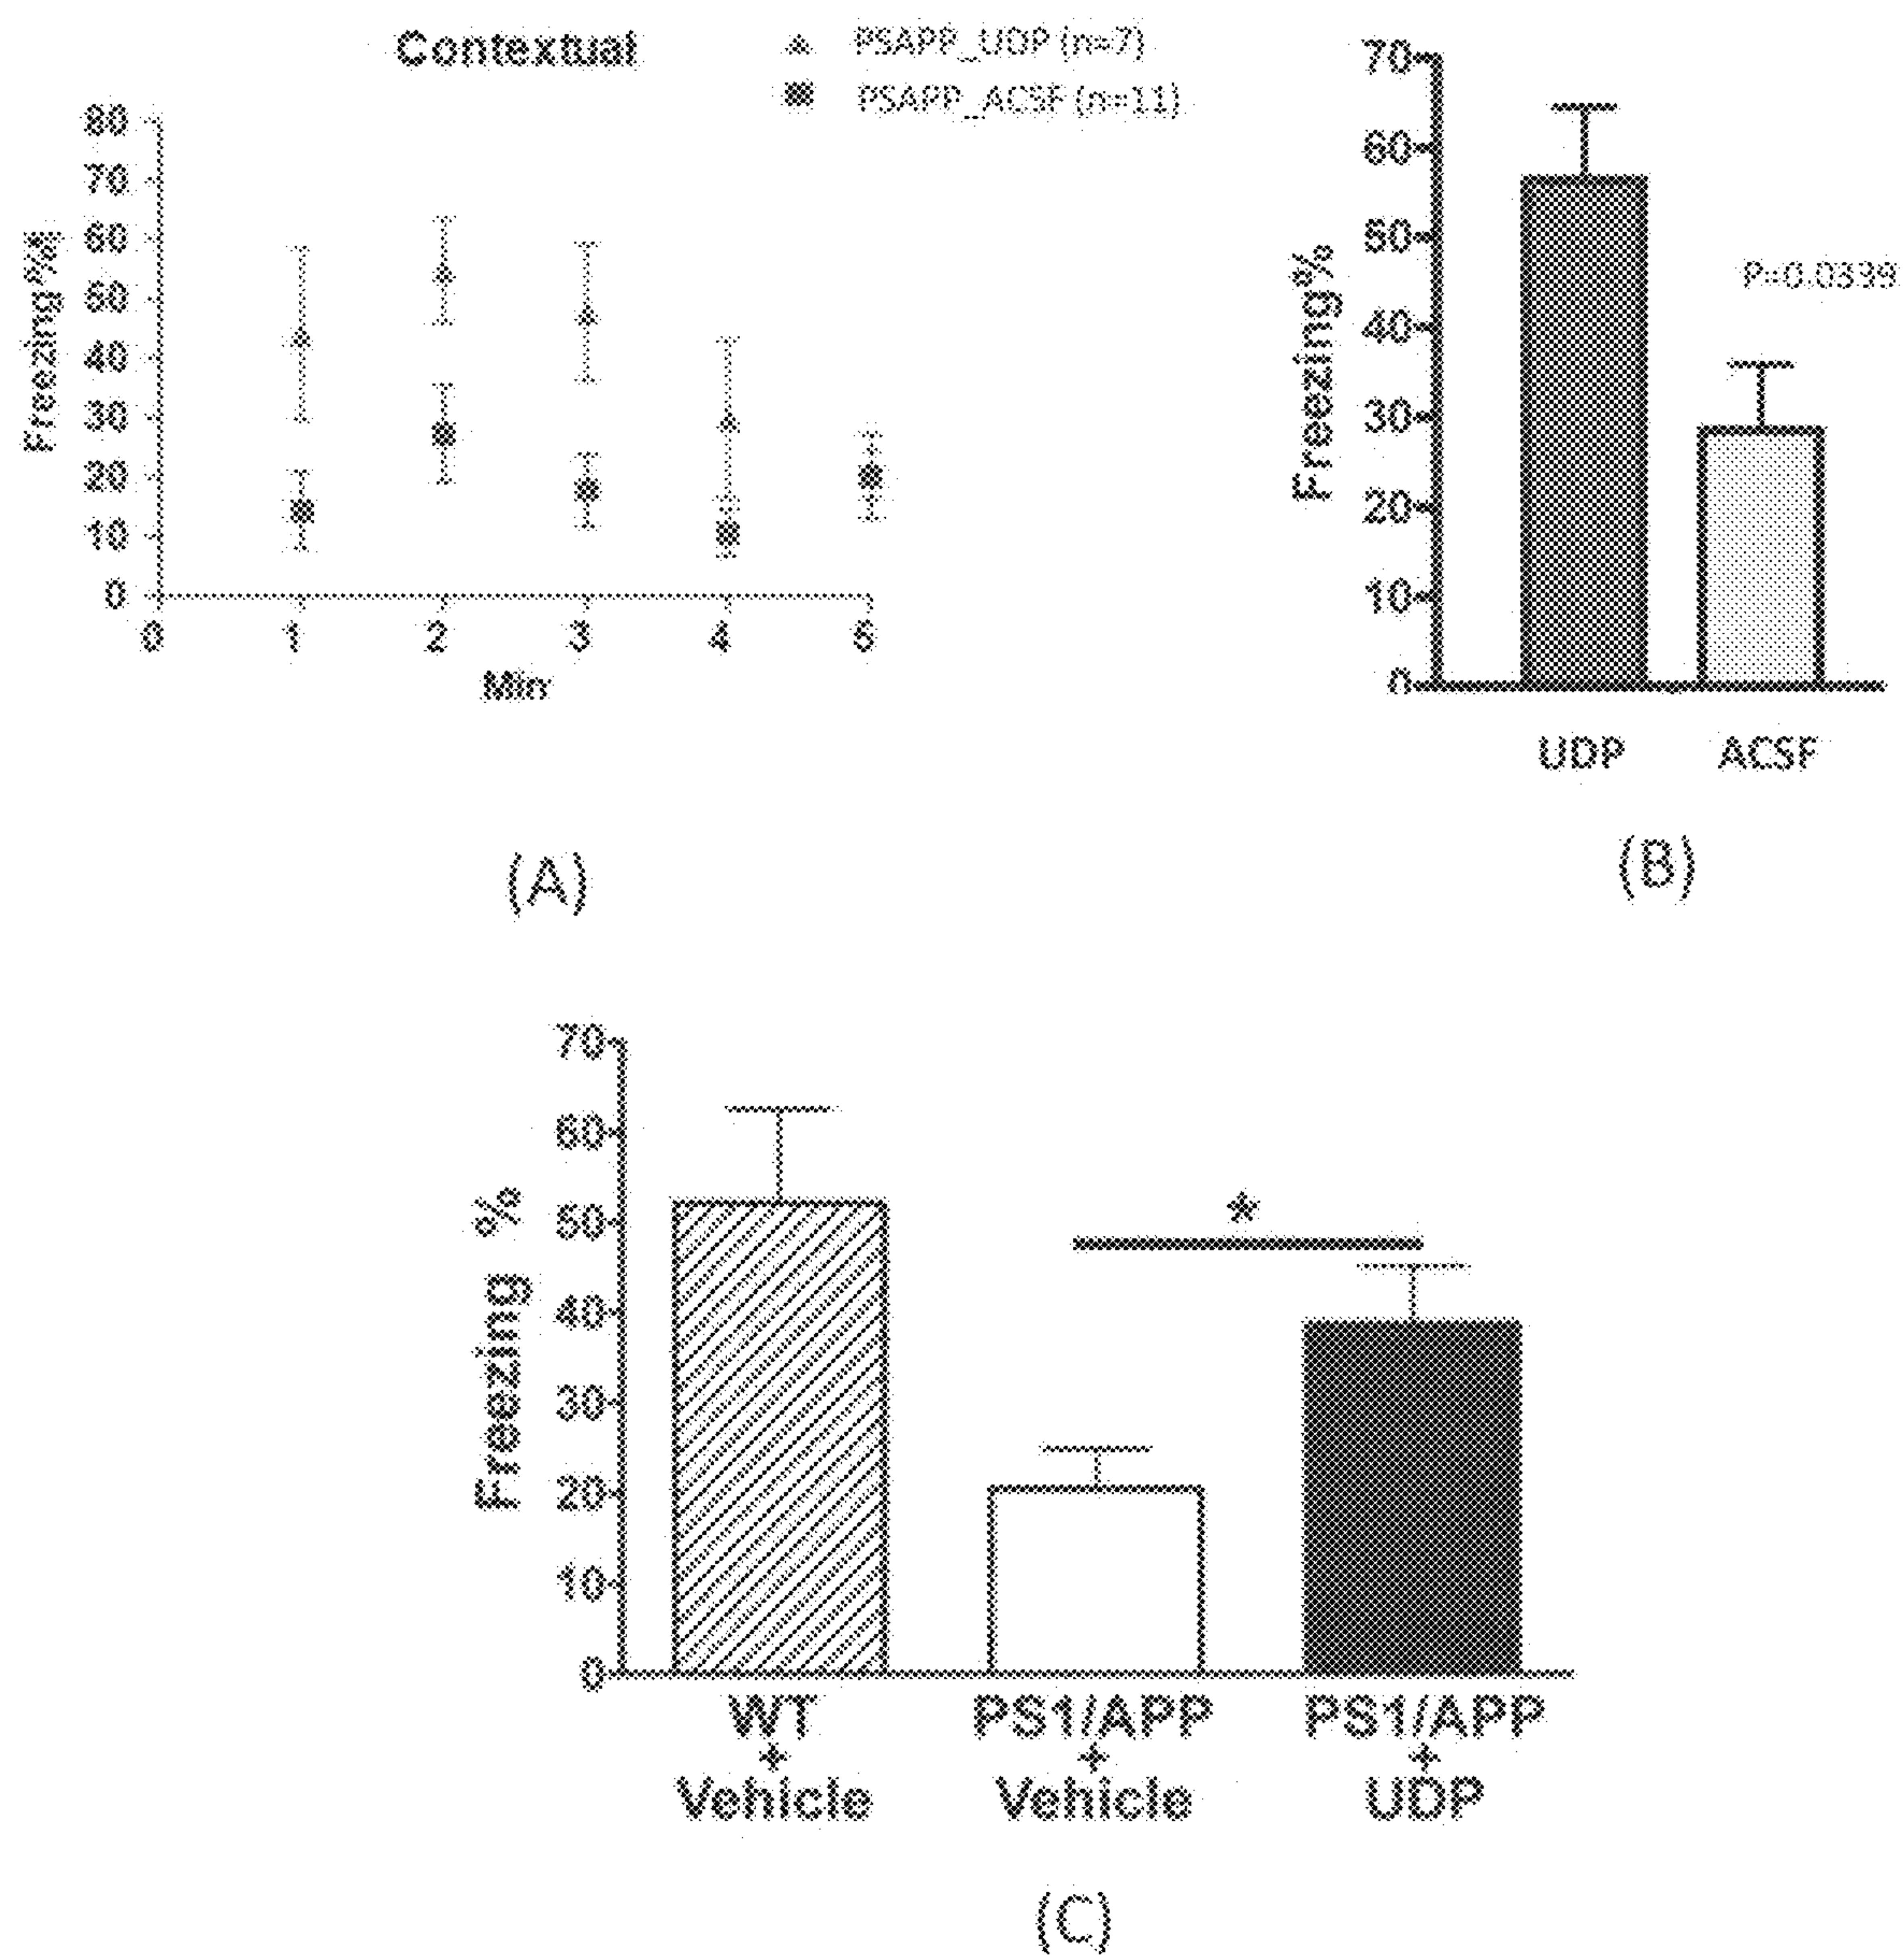 Contextual
PSAPP_UDP (n=7)
PSAPP_ACSF (n=11)
Freezing%
80
70
60
50
40
30
20
10
0
0 1 2 3 4 5
Min
(A)
Freezing%
70
60
50
40
30
20
10
0
P=0.0399
UDP ACSF
(B)
Freezing %
70
60
50
40
30
20
10
0
*
WT PS1/APP PS1/APP
+ + +
Vehicle Vehicle UDP
(C)